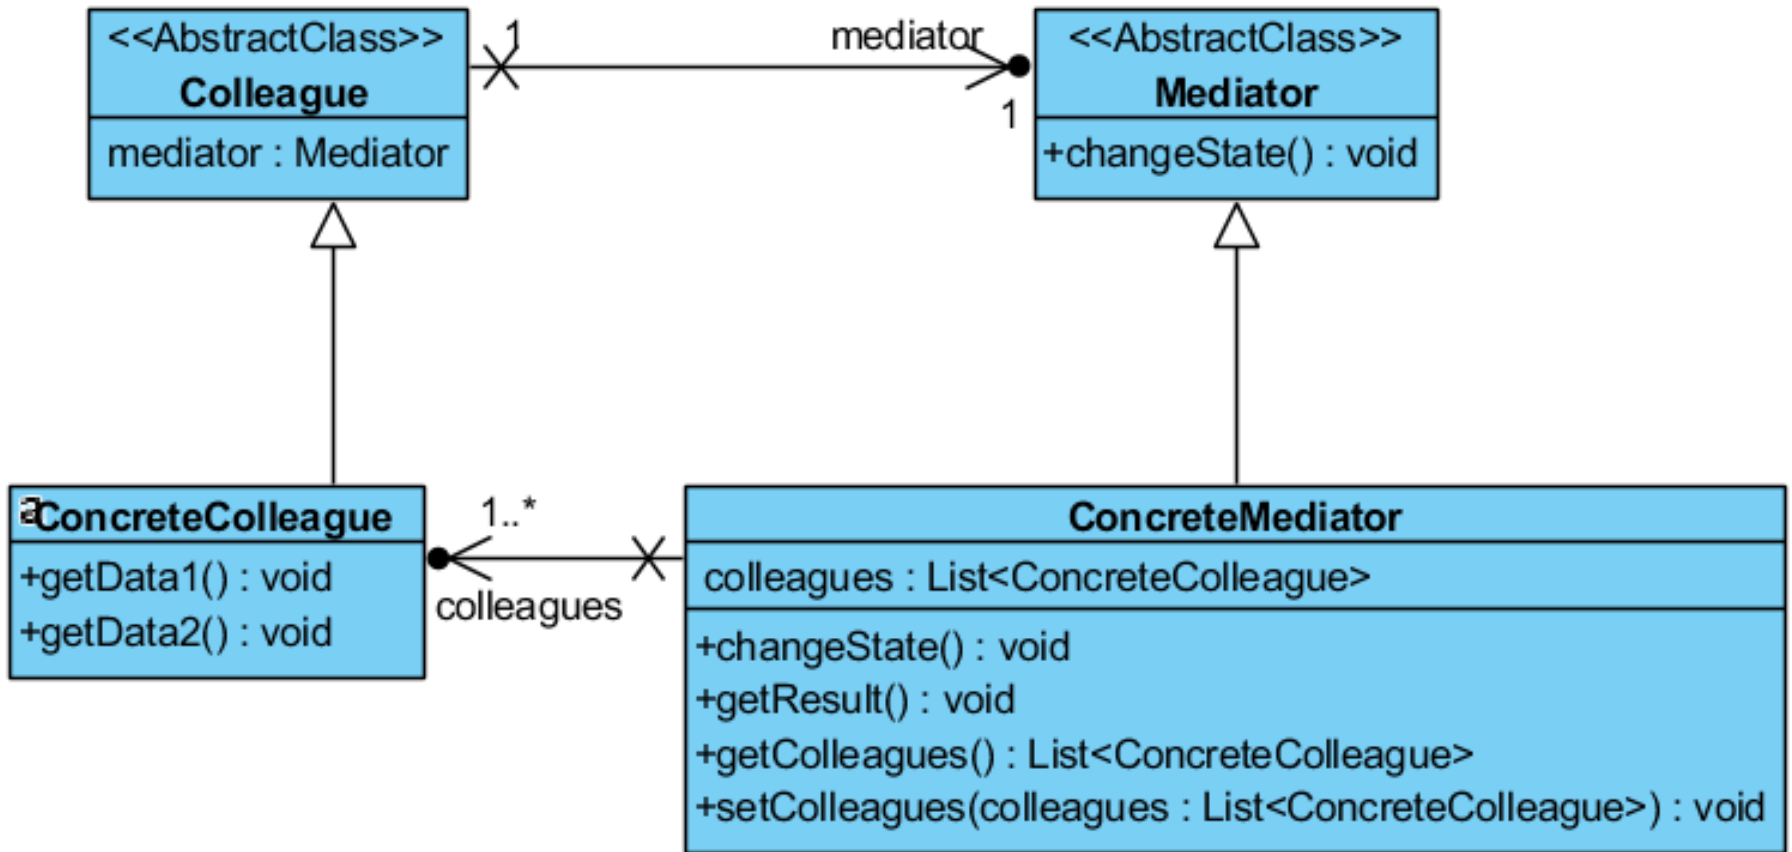 <<AbstractClass>>
Colleague
mediator : Mediator
1
mediator
1
<<AbstractClass>>
Mediator
+changeState() : void
a
ConcreteColleague
+getData1() : void
+getData2() : void
1..*
colleagues
ConcreteMediator
colleagues : List<ConcreteColleague>
+changeState() : void
+getResult() : void
+getColleagues() : List<ConcreteColleague>
+setColleagues(colleagues : List<ConcreteColleague>) : void